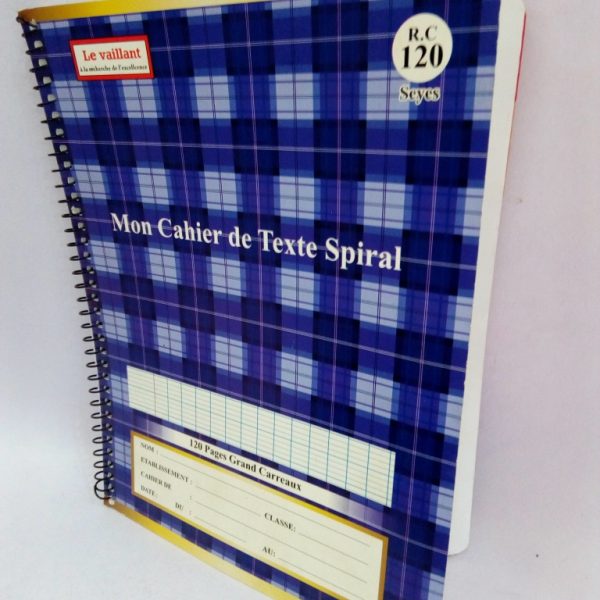 Le vaillant
à la recherche de l'excellence
R.C
120
Seyes
Mon Cahier de Texte Spiral
120 Pages Grand Carreaux
NOM :
ETABLISSEMENT :
CAHIER DE :
CLASSE:
DATE: DU : AU: